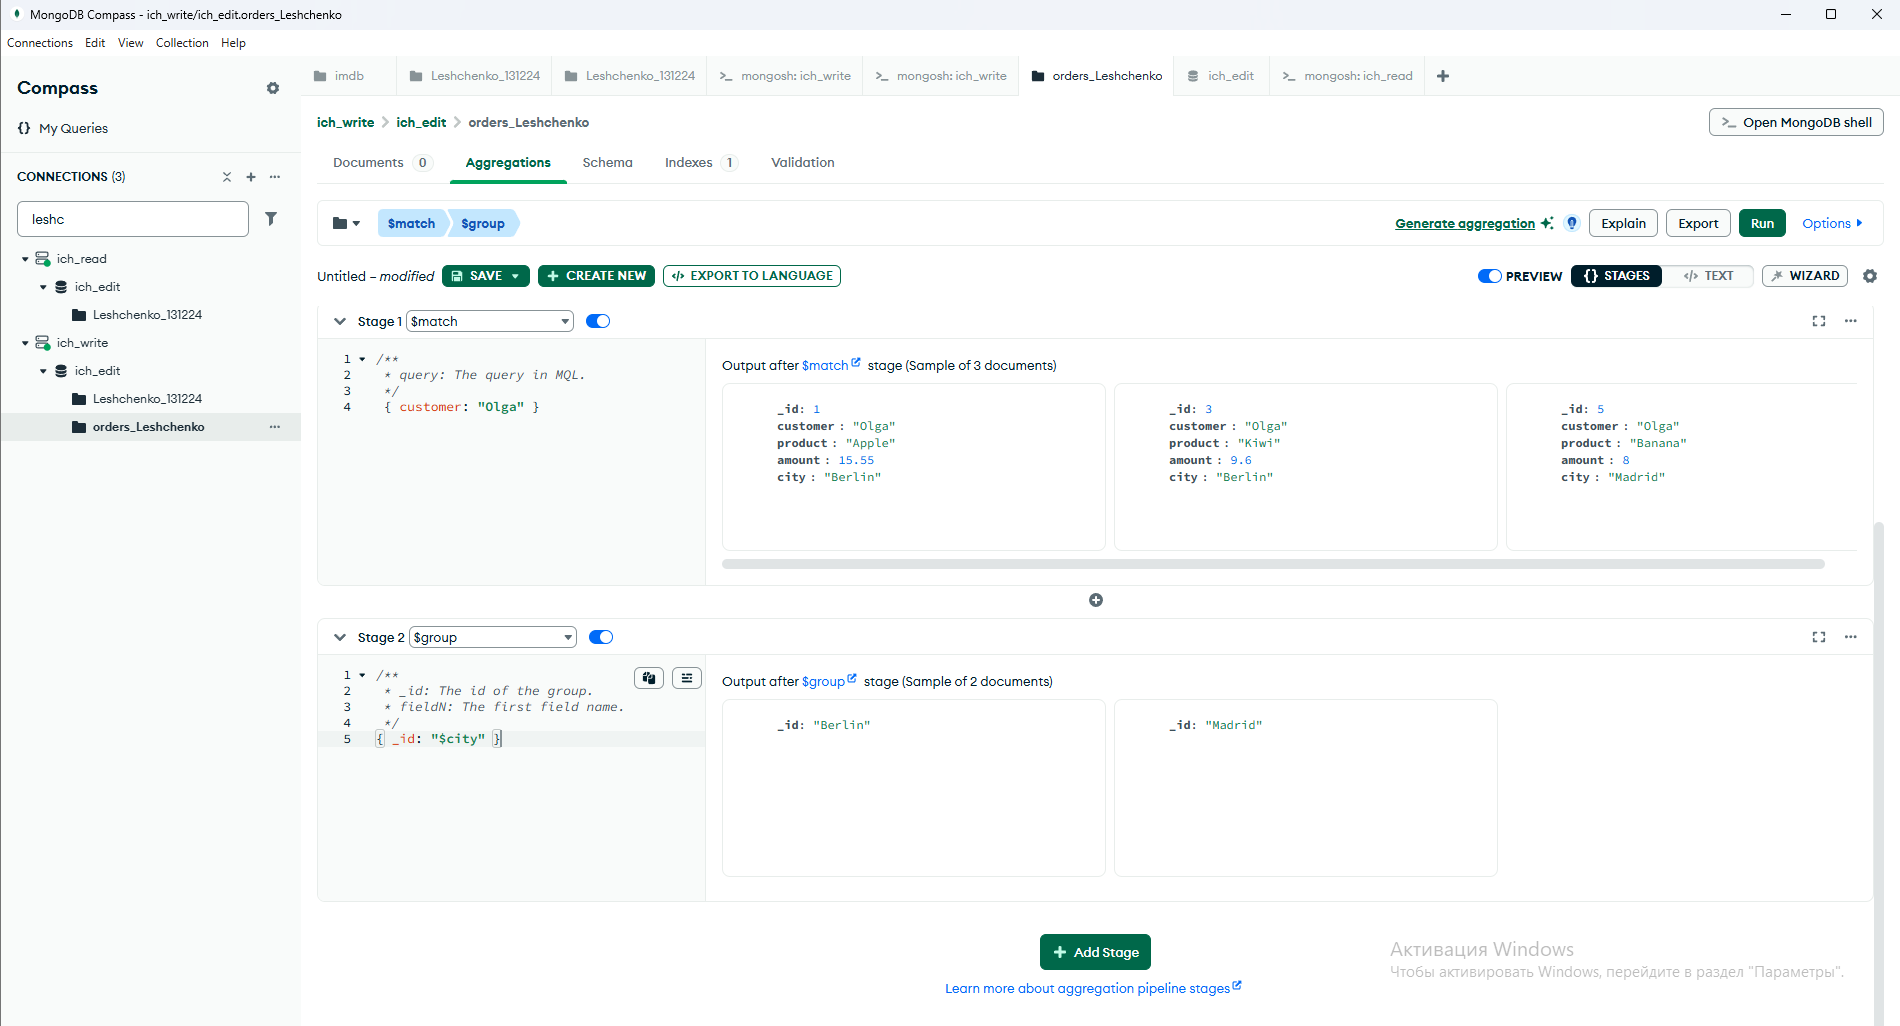 MongoDB Compass - ich_write/ich_edit.orders_Leshchenko
Connections Edit View Collection Help
Compass
My Queries
CONNECTIONS (3)
leshc
ich_read
ich_edit
Leshchenko_131224
ich_write
ich_edit
Leshchenko_131224
orders_Leshchenko
imdb Leshchenko_131224 Leshchenko_131224 mongosh: ich_write mongosh: ich_write orders_Leshchenko ich_edit mongosh: ich_read
ich_write > ich_edit > orders_Leshchenko
Open MongoDB shell
Documents 0 Aggregations Schema Indexes 1 Validation
$match $group
Generate aggregation Explain Export Run Options
Untitled – modified SAVE CREATE NEW EXPORT TO LANGUAGE
PREVIEW {} STAGES </> TEXT WIZARD
Stage 1 $match
1 /**
2 * query: The query in MQL.
3 */
4 { customer: "Olga" }
Output after $match stage (Sample of 3 documents)
_id: 1
customer : "Olga"
product : "Apple"
amount : 15.55
city : "Berlin"
_id: 3
customer : "Olga"
product : "Kiwi"
amount : 9.6
city : "Berlin"
_id: 5
customer : "Olga"
product : "Banana"
amount : 8
city : "Madrid"
Stage 2 $group
1 /**
2 * _id: The id of the group.
3 * fieldN: The first field name.
4 */
5 { _id: "$city" }
Output after $group stage (Sample of 2 documents)
_id: "Berlin"
_id: "Madrid"
+ Add Stage
Learn more about aggregation pipeline stages
Активация Windows
Чтобы активировать Windows, перейдите в раздел "Параметры".